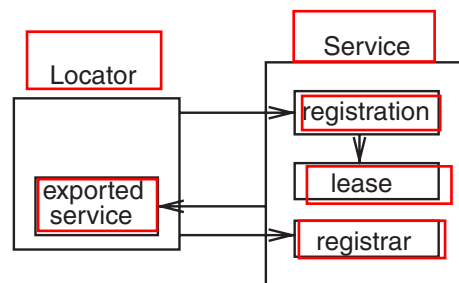 Service
Locator
registration
lease
exported
service
registrar